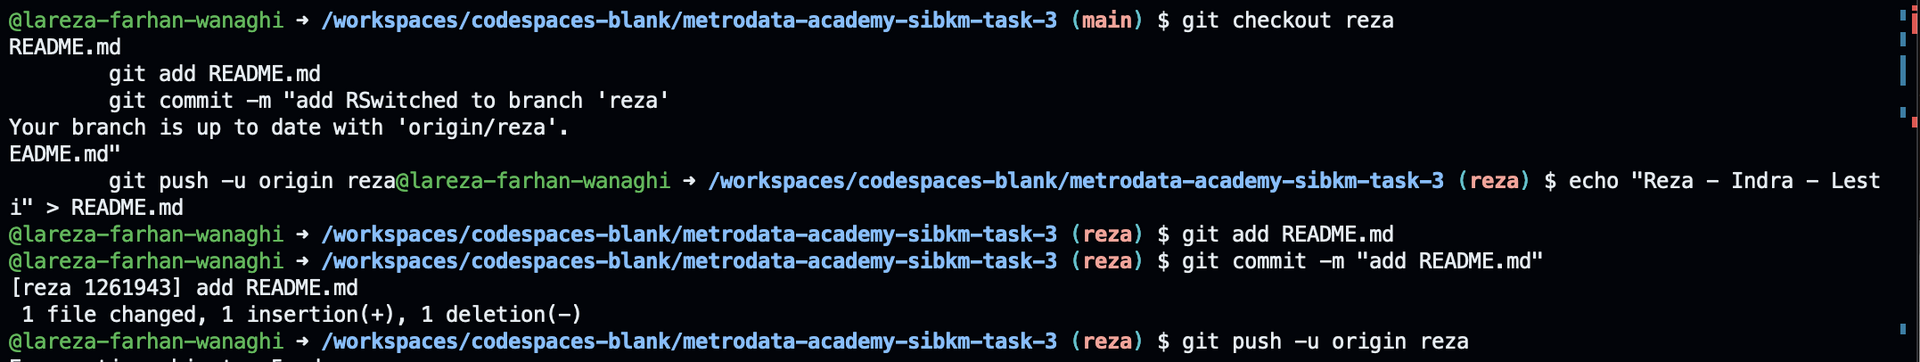 @lareza-farhan-wanaghi → /workspaces/codespaces-blank/metrodata-academy-sibkm-task-3 (main) $ git checkout reza
README.md
        git add README.md
        git commit -m "add RSwitched to branch 'reza'
Your branch is up to date with 'origin/reza'.
EADME.md"
        git push -u origin reza@lareza-farhan-wanaghi → /workspaces/codespaces-blank/metrodata-academy-sibkm-task-3 (reza) $ echo "Reza - Indra - Lest
i" > README.md
@lareza-farhan-wanaghi → /workspaces/codespaces-blank/metrodata-academy-sibkm-task-3 (reza) $ git add README.md
@lareza-farhan-wanaghi → /workspaces/codespaces-blank/metrodata-academy-sibkm-task-3 (reza) $ git commit -m "add README.md"
[reza 1261943] add README.md
 1 file changed, 1 insertion(+), 1 deletion(-)
@lareza-farhan-wanaghi → /workspaces/codespaces-blank/metrodata-academy-sibkm-task-3 (reza) $ git push -u origin reza